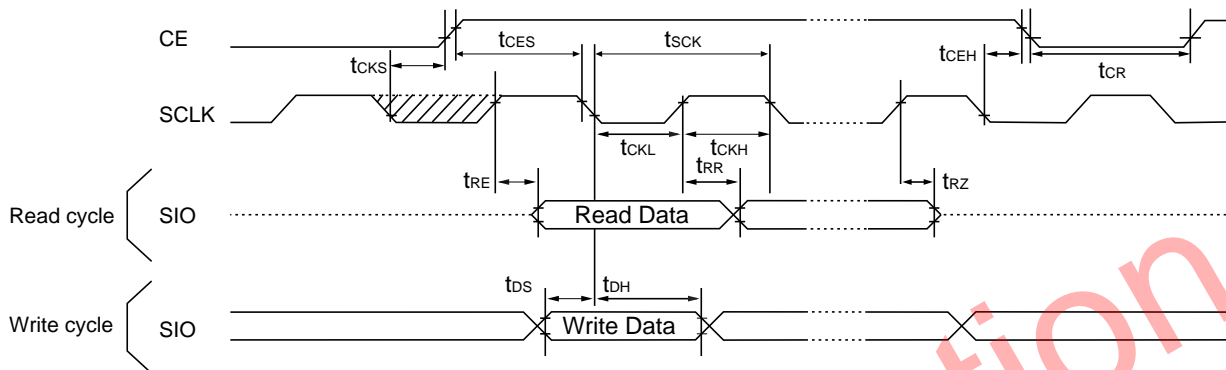 CE
tCES
tSCK
tCKS
tCEH
tCR
SCLK
tCKL
tCKH
tRE
tRR
tRZ
Read cycle
SIO
Read Data
tDS
tDH
Write cycle
SIO
Write Data